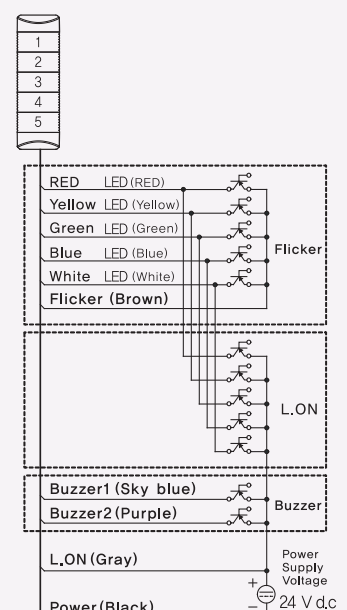 1
2
3
4
5
RED LED (RED)
Yellow LED (Yellow)
Green LED (Green)
Blue LED (Blue)
White LED (White)
Flicker (Brown)
Flicker
L.ON
Buzzer1 (Sky blue)
Buzzer2 (Purple)
Buzzer
L.ON (Gray)
Power
Supply
Voltage
+
−
24 V d.c
Power (Black)